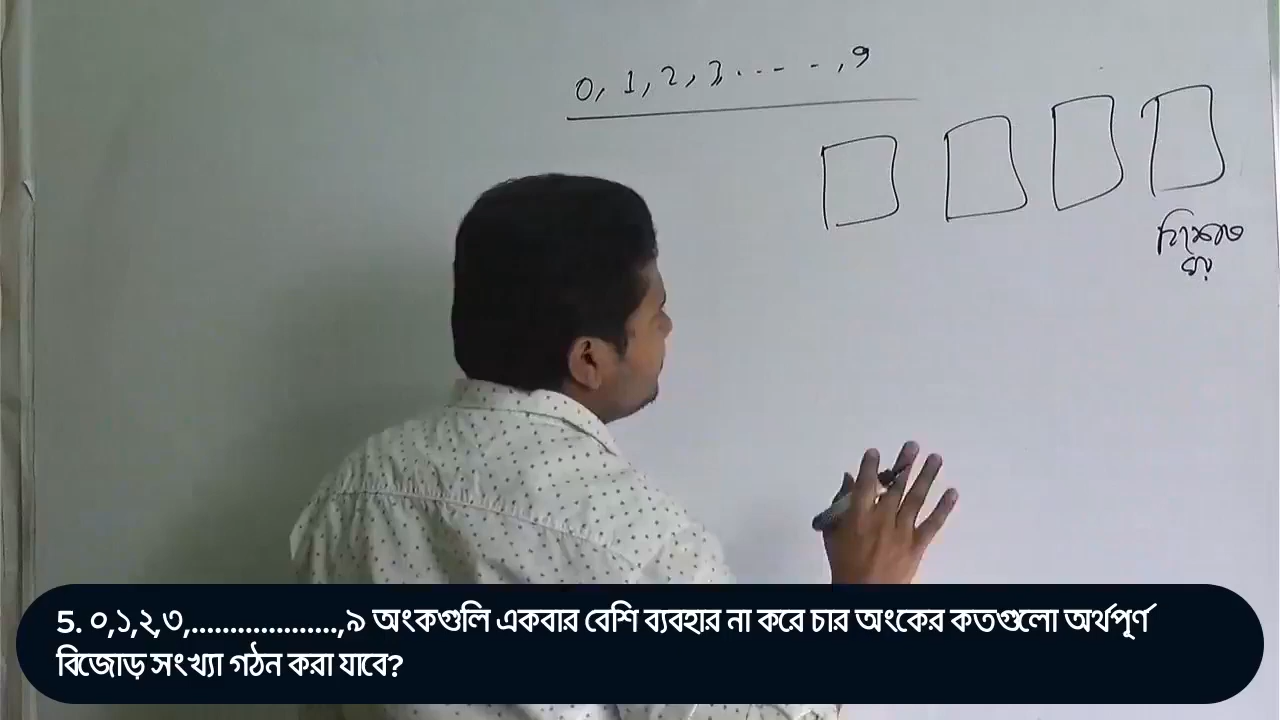 0, 1, 2, 3, ...., 9
বিজোড়
5. ০,১,২,৩,...................,৯ অংকগুলি একবার বেশি ব্যবহার না করে চার অংকের কতগুলো অর্থপূর্ণ
বিজোড় সংখ্যা গঠন করা যাবে?